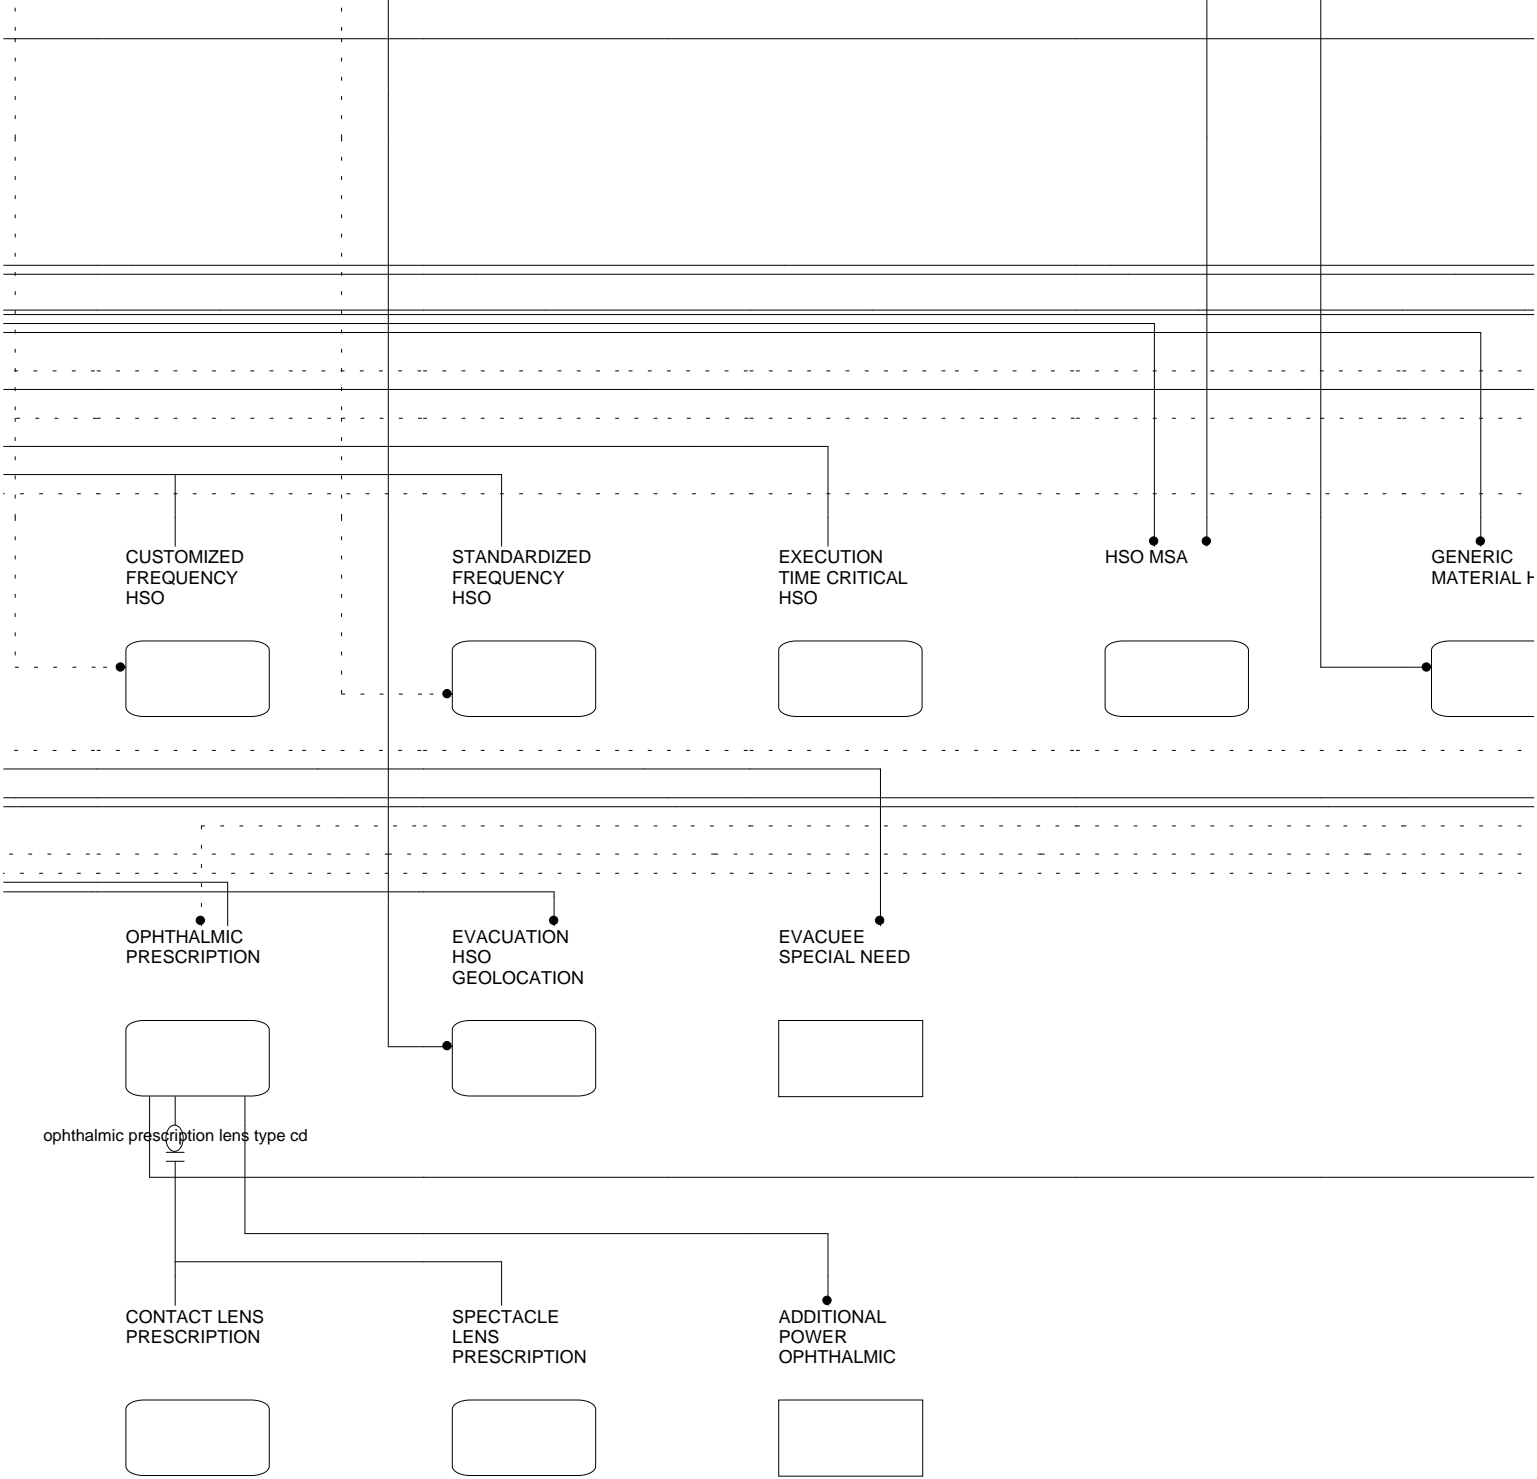 CUSTOMIZED
FREQUENCY
HSO
STANDARDIZED
FREQUENCY
HSO
EXECUTION
TIME CRITICAL
HSO
HSO MSA
GENERIC
MATERIAL H
OPHTHALMIC
PRESCRIPTION
EVACUATION
HSO
GEOLOCATION
EVACUEE
SPECIAL NEED
ophthalmic prescription lens type cd
CONTACT LENS
PRESCRIPTION
SPECTACLE
LENS
PRESCRIPTION
ADDITIONAL
POWER
OPHTHALMIC